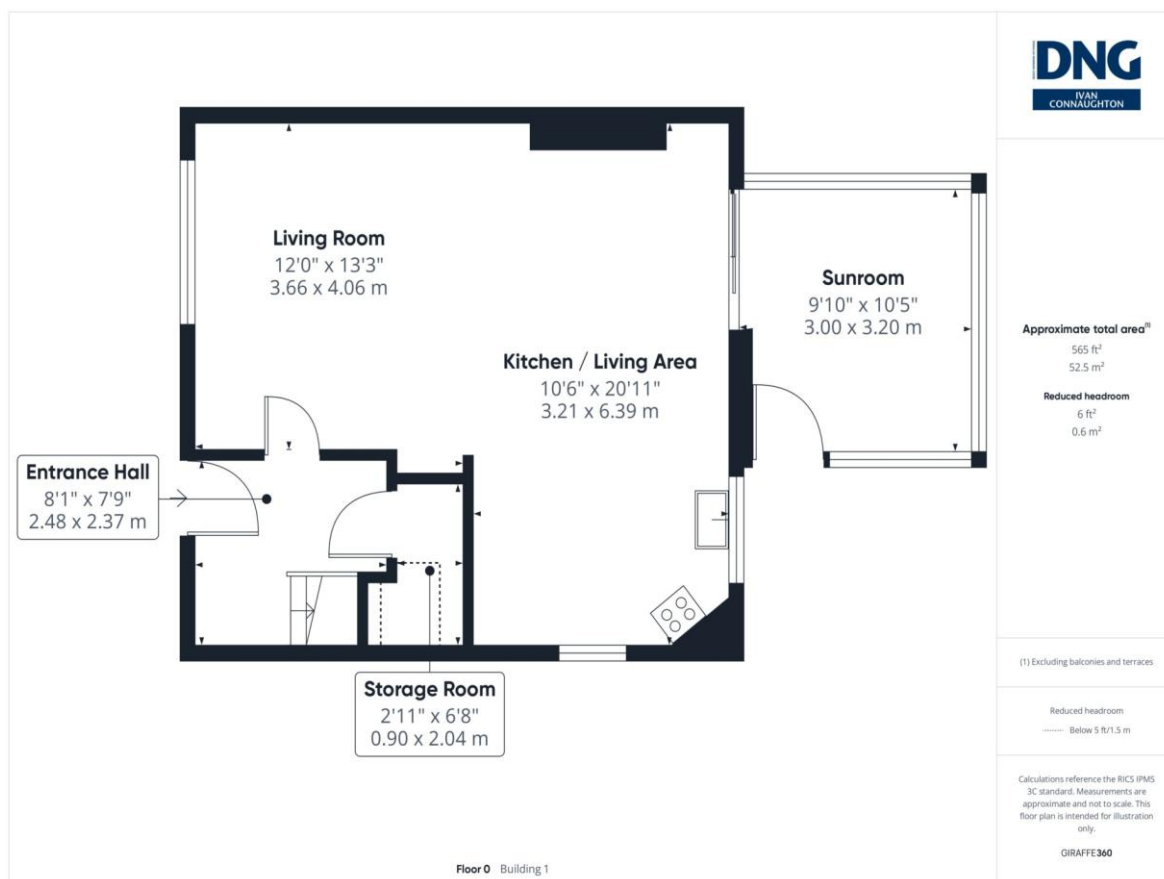 DNG
IVAN
CONNAUGHTON
Living Room
12'0" x 13'3"
3.66 x 4.06 m
Sunroom
9'10" x 10'5"
3.00 x 3.20 m
Kitchen / Living Area
10'6" x 20'11"
3.21 x 6.39 m
Entrance Hall
8'1" x 7'9"
2.48 x 2.37 m
Storage Room
2'11" x 6'8"
0.90 x 2.04 m
Approximate total area(1)
565 ft²
52.5 m²
Reduced headroom
6 ft²
0.6 m²
(1) Excluding balconies and terraces
Reduced headroom
Below 5 ft/1.5 m
Calculations reference the RICS IPMS
3C standard. Measurements are
approximate and not to scale. This
floor plan is intended for illustration
only.
GIRAFFE360
Floor 0 Building 1